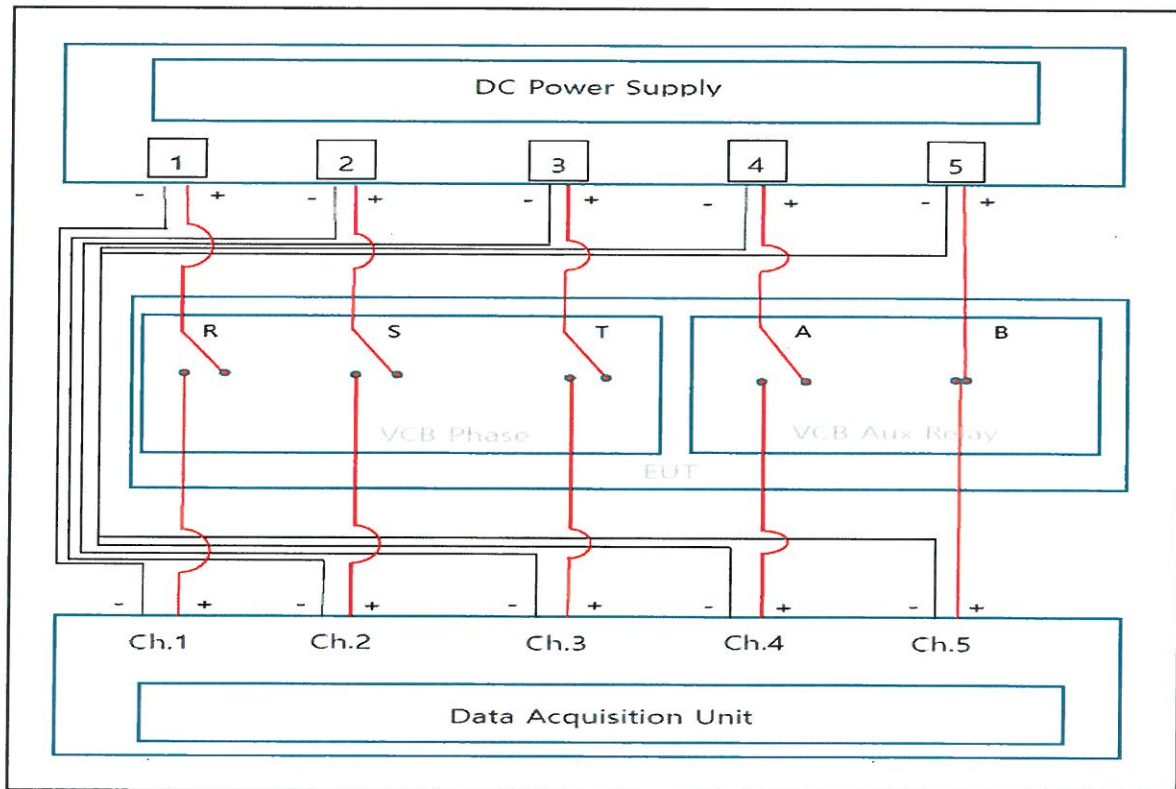 DC Power Supply
1 2 3 4 5
- + - + - + - + - +
R S T A B
VCB Phase VCB Aux Relay
EUT
- + - + - + - + - +
Ch.1 Ch.2 Ch.3 Ch.4 Ch.5
Data Acquisition Unit